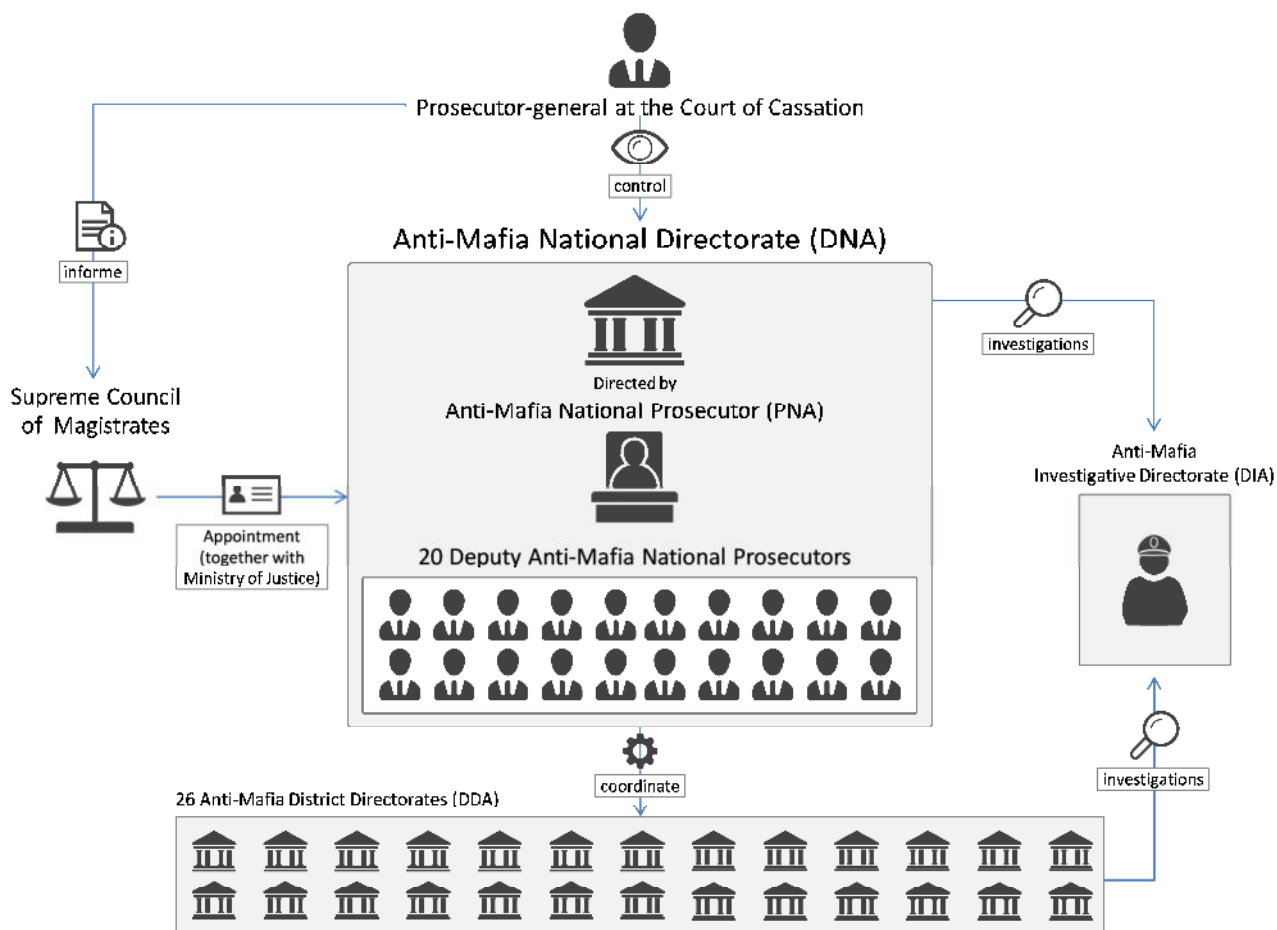 Prosecutor-general at the Court of Cassation
control
informe
Anti-Mafia National Directorate (DNA)
investigations
Directed by
Anti-Mafia National Prosecutor (PNA)
Supreme Council
of Magistrates
Appointment
(together with
Ministry of Justice)
20 Deputy Anti-Mafia National Prosecutors
Anti-Mafia
Investigative Directorate (DIA)
coordinate
investigations
26 Anti-Mafia District Directorates (DDA)